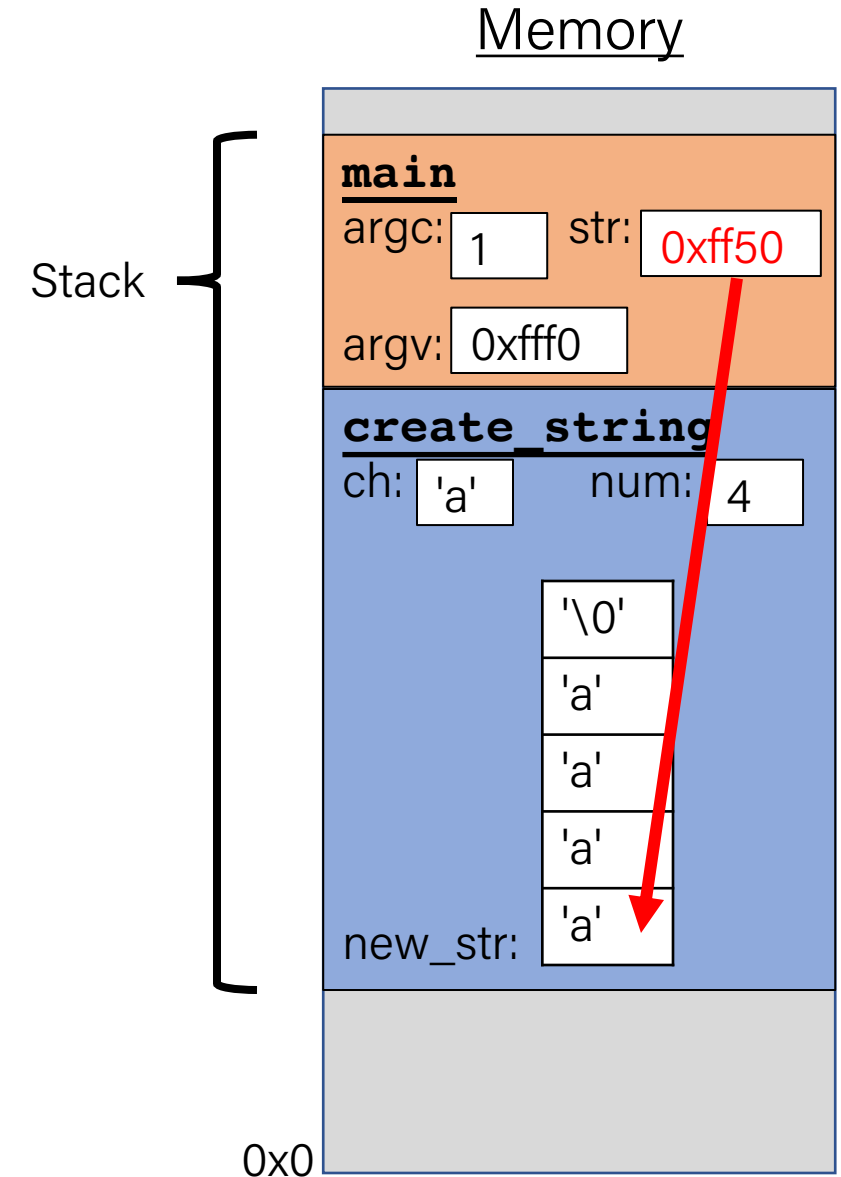 Memory
Stack
main
argc: 1 str: 0xff50
argv: 0xfff0
create_string
ch: 'a' num: 4
'\0'
'a'
'a'
'a'
new_str: 'a'
0x0